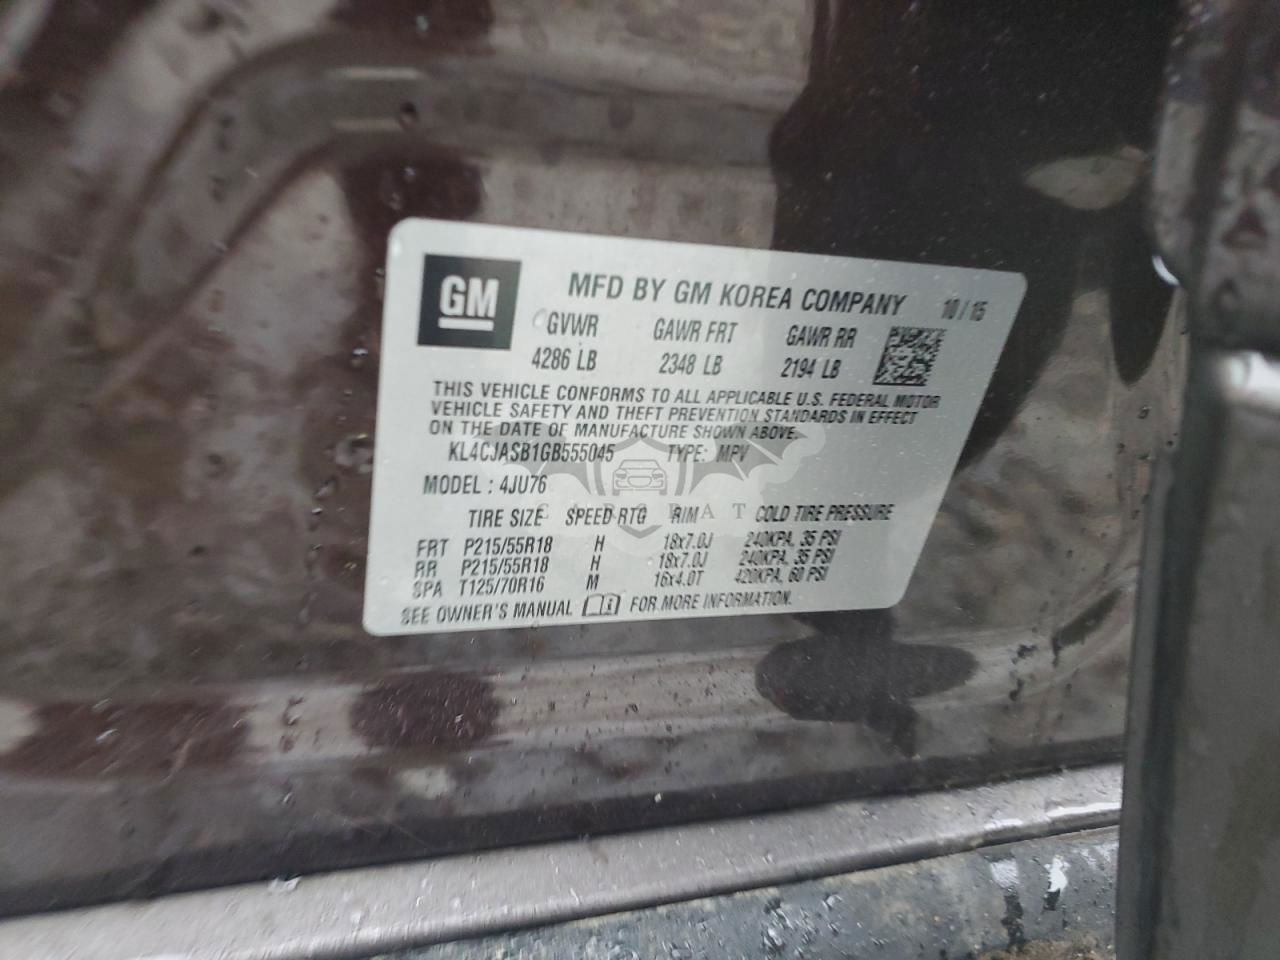 GM
MFD BY GM KOREA COMPANY 10/15
GVWR GAWR FRT GAWR RR
4286 LB 2348 LB 2194 LB
THIS VEHICLE CONFORMS TO ALL APPLICABLE U.S. FEDERAL MOTOR
VEHICLE SAFETY AND THEFT PREVENTION STANDARDS IN EFFECT
ON THE DATE OF MANUFACTURE SHOWN ABOVE.
KL4CJASB1GB555045 TYPE: MPV
MODEL : 4JU76
TIRE SIZE SPEED RTG RIM COLD TIRE PRESSURE
FRT P215/55R18 H 18x7.0J 240KPA, 35 PSI
RR P215/55R18 H 18x7.0J 240KPA, 35 PSI
SPA T125/70R16 M 16x4.0T 420KPA, 60 PSI
SEE OWNER'S MANUAL FOR MORE INFORMATION.